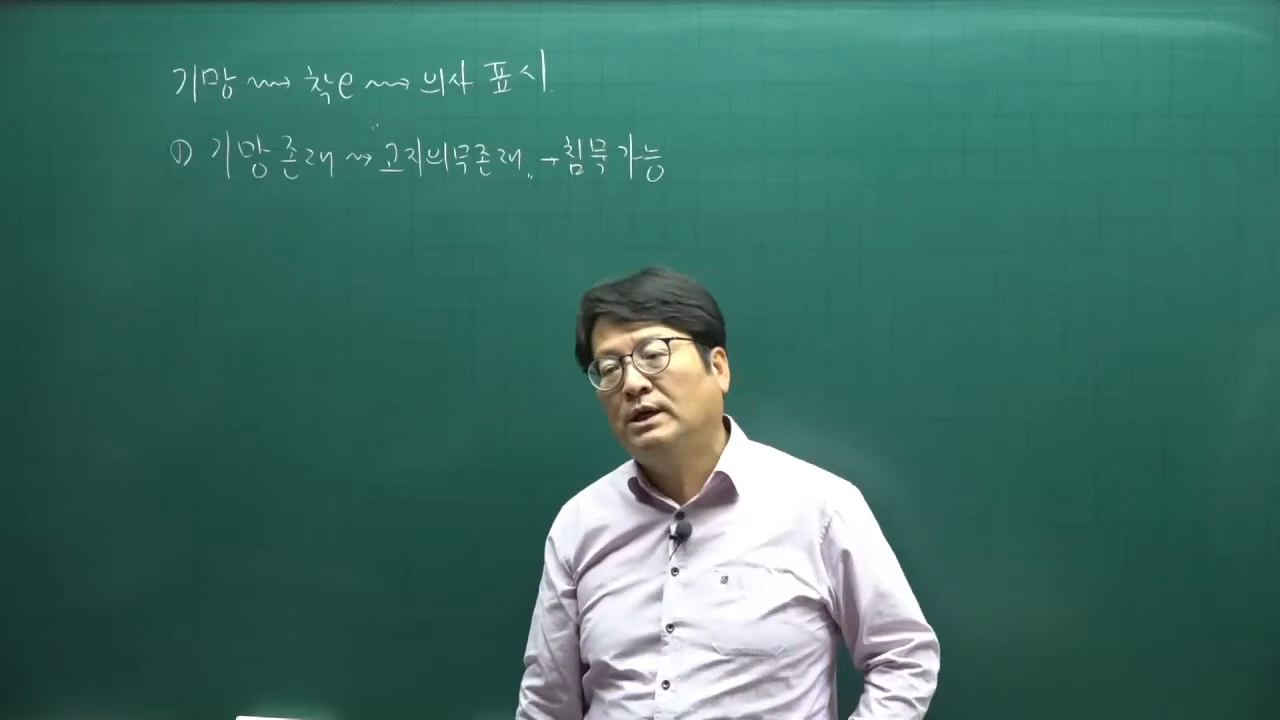 기망 → 착오 → 의사표시.
① 기망존재 → 고지의무존재. → 침묵가능